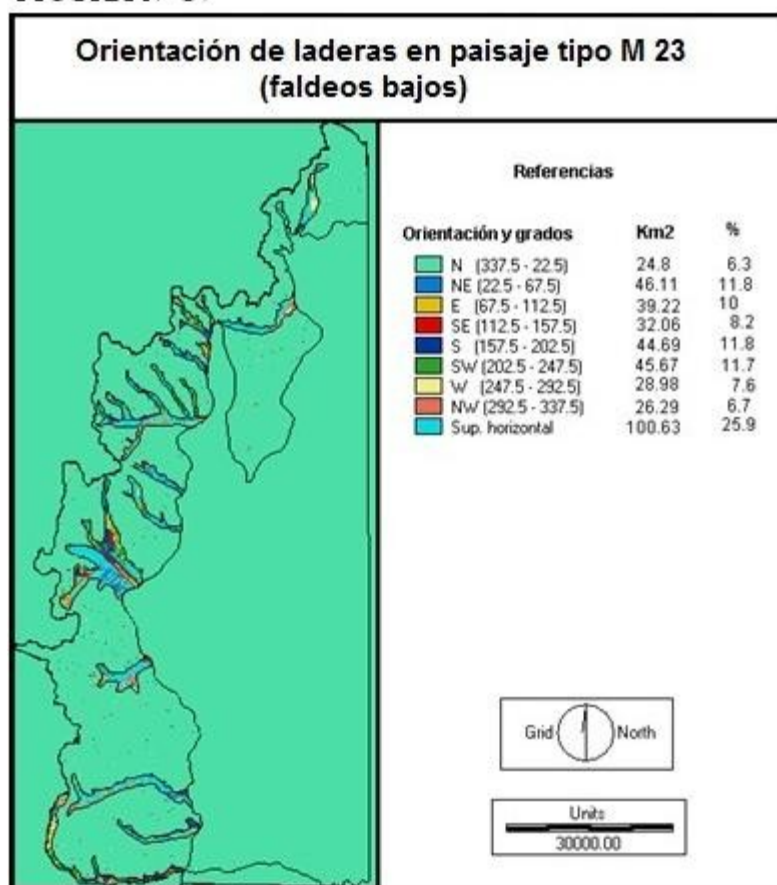 Orientación de laderas en paisaje tipo M 23
(faldeos bajos)
Referencias
Orientación y grados Km2 %
N (337.5 - 22.5) 24.8 6.3
NE (22.5 - 67.5) 46.11 11.8
E (67.5 - 112.5) 39.22 10
SE (112.5 - 157.5) 32.06 8.2
S (157.5 - 202.5) 44.69 11.8
SW (202.5 - 247.5) 45.67 11.7
W (247.5 - 292.5) 28.98 7.6
NW (292.5 - 337.5) 26.29 6.7
Sup. horizontal 100.63 25.9
Grid North
Units
30000.00